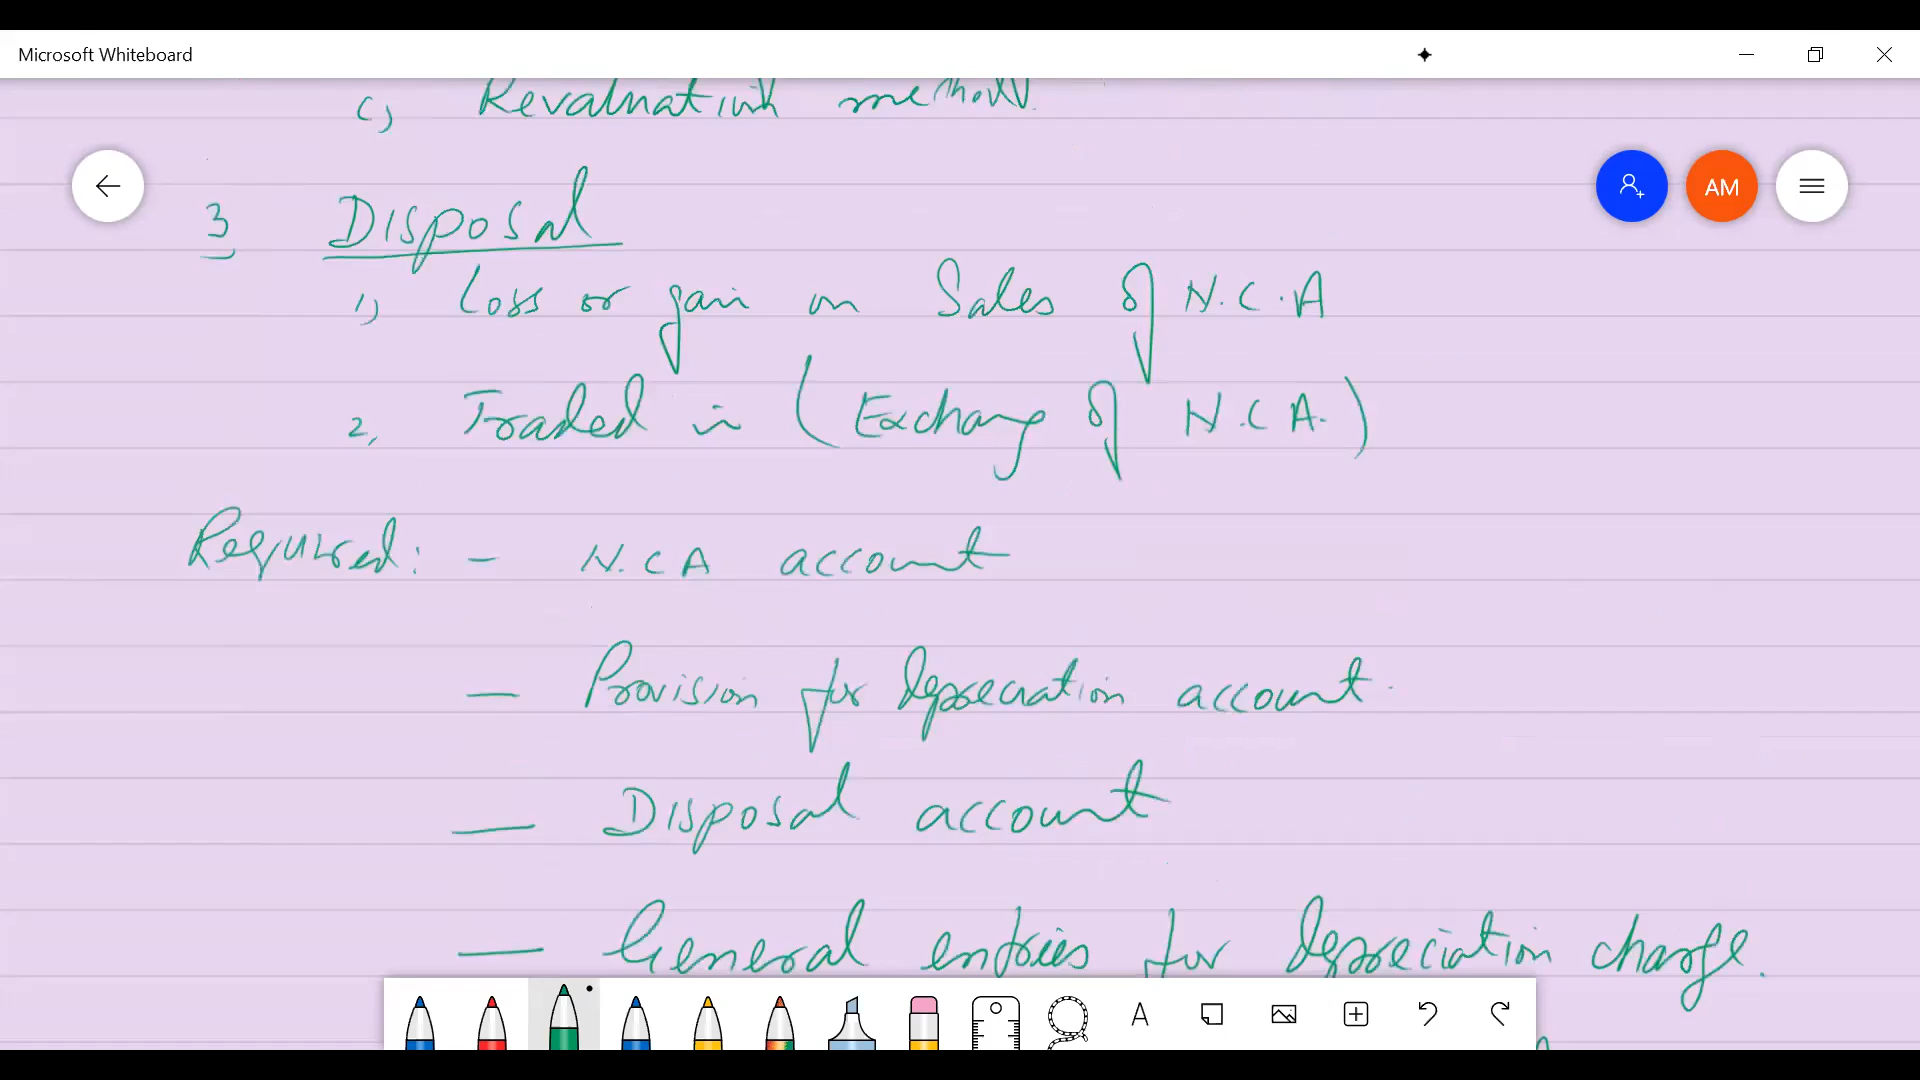 Microsoft Whiteboard
c) Revaluation method.
3 Disposal
AM
1) Loss or gain on Sales of N.C.A
2, Traded in (Exchange of N.C.A.)
Required: - N.C.A account
- Provision for depreciation account.
- Disposal account
- General entries for depreciation charge.
A